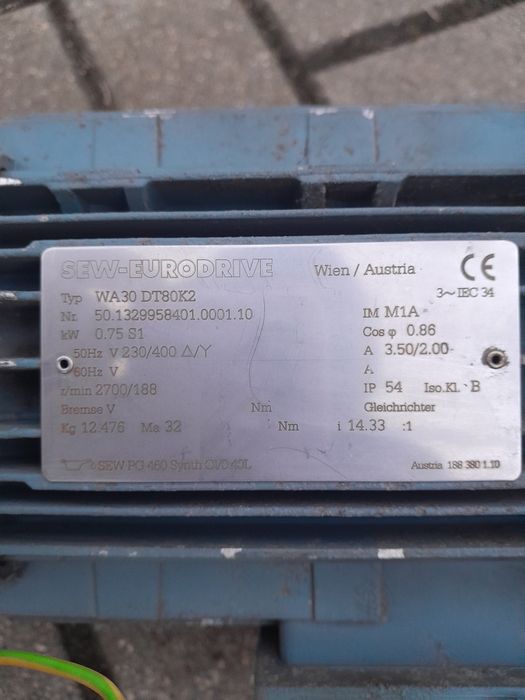 SEW-EURODRIVE Wien / Austria CE
3~IEC 34
Typ WA30 DT80K2
Nr. 50.1329958401.0001.10 IM M1A
kW 0.75 S1 Cos φ 0.86
50Hz V 230/400 Δ/Y A 3.50/2.00
60Hz V A
r/min 2700/188 IP 54 Iso.Kl. B
Bremse V Nm Gleichrichter
Kg 12.476 Ma 32 Nm i 14.33 :1
SEW PG 460 Synth Öl/0.40L Austria 188 380 1.10